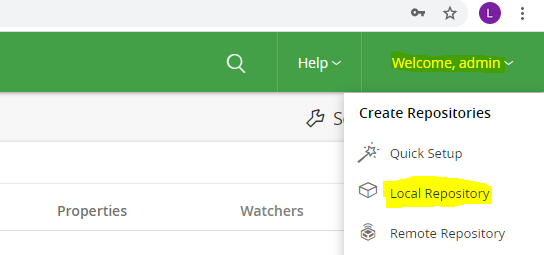 L
Help
Welcome, admin
Create Repositories
Quick Setup
Local Repository
Remote Repository
Properties
Watchers